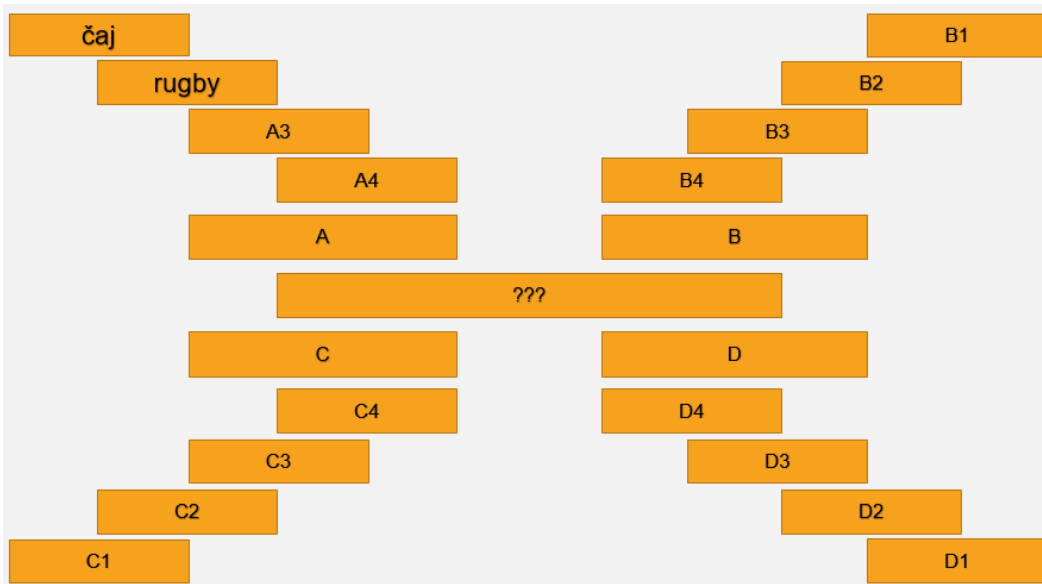 čaj B1
rugby B2
A3 B3
A4 B4
A B
???
C D
C4 D4
C3 D3
C2 D2
C1 D1